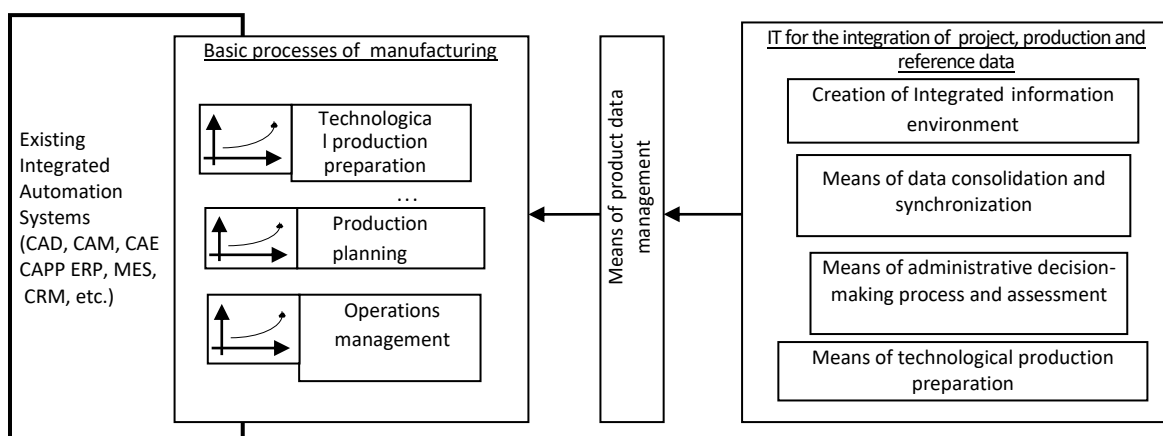 Existing
Integrated
Automation
Systems
(CAD, CAM, CAE
CAPP ERP, MES,
CRM, etc.)
Basic processes of manufacturing
Technologica
l production
preparation
...
Production
planning
Operations
management
Means of product data
management
IT for the integration of project, production and
reference data
Creation of Integrated information
environment
Means of data consolidation and
synchronization
Means of administrative decision-
making process and assessment
Means of technological production
preparation